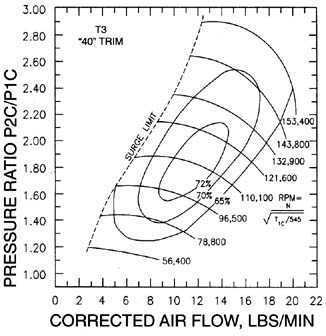 3.00
2.80
2.60
2.40
2.20
2.00
1.80
1.60
1.40
1.20
1.00
PRESSURE RATIO P2C/P1C
T3
"40" TRIM
SURGE LIMIT
153,400
143,800
132,900
121,600
110,100
96,500
78,800
56,400
72%
70%
65%
RPM=
N
√T1C/545
0 2 4 6 8 10 12 14 16 18 20 22
CORRECTED AIR FLOW, LBS/MIN